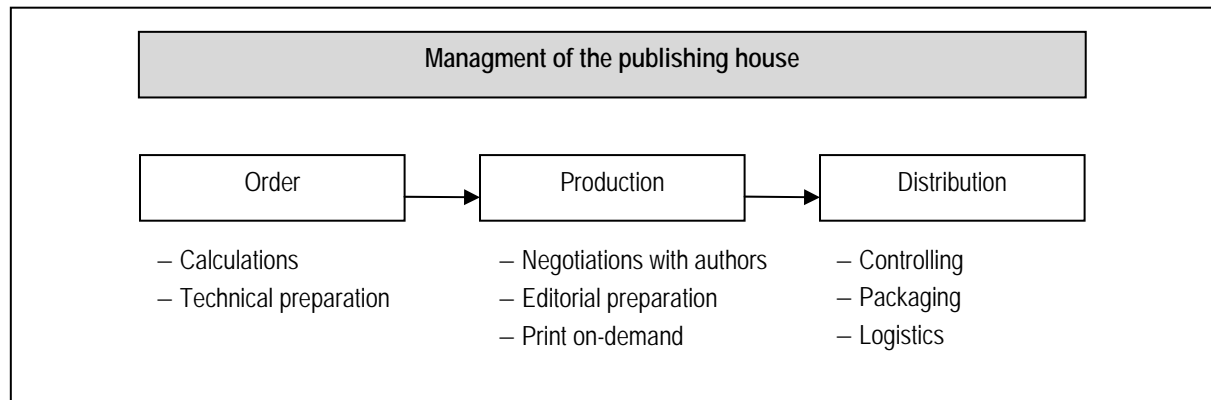 Managment of the publishing house
Order
Production
Distribution
– Calculations
– Technical preparation
– Negotiations with authors
– Editorial preparation
– Print on-demand
– Controlling
– Packaging
– Logistics